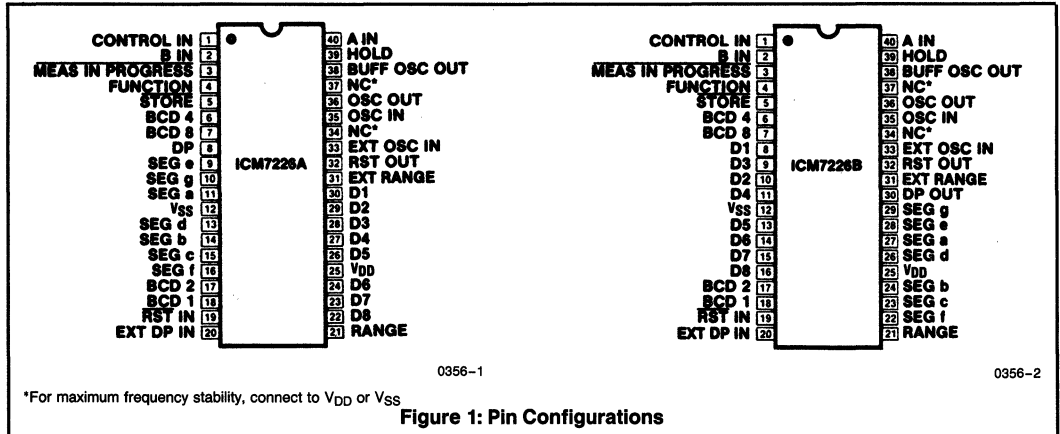 CONTROL IN 1
B IN 2
MEAS IN PROGRESS 3
FUNCTION 4
STORE 5
BCD 4 6
BCD 8 7
DP 8
SEG e 9
SEG g 10
SEG a 11
VSS 12
SEG d 13
SEG b 14
SEG c 15
SEG f 16
BCD 2 17
BCD 1 18
RST IN 19
EXT DP IN 20
ICM7226A
40 A IN
39 HOLD
38 BUFF OSC OUT
37 NC*
36 OSC OUT
35 OSC IN
34 NC*
33 EXT OSC IN
32 RST OUT
31 EXT RANGE
30 D1
29 D2
28 D3
27 D4
26 D5
25 VDD
24 D6
23 D7
22 D8
21 RANGE
0356–1
CONTROL IN 1
B IN 2
MEAS IN PROGRESS 3
FUNCTION 4
STORE 5
BCD 4 6
BCD 8 7
D1 8
D3 9
D2 10
D4 11
VSS 12
D5 13
D6 14
D7 15
D8 16
BCD 2 17
BCD 1 18
RST IN 19
EXT DP IN 20
ICM7226B
40 A IN
39 HOLD
38 BUFF OSC OUT
37 NC*
36 OSC OUT
35 OSC IN
34 NC*
33 EXT OSC IN
32 RST OUT
31 EXT RANGE
30 DP OUT
29 SEG g
28 SEG e
27 SEG a
26 SEG d
25 VDD
24 SEG b
23 SEG c
22 SEG f
21 RANGE
0356–2
*For maximum frequency stability, connect to VDD or VSS
Figure 1: Pin Configurations